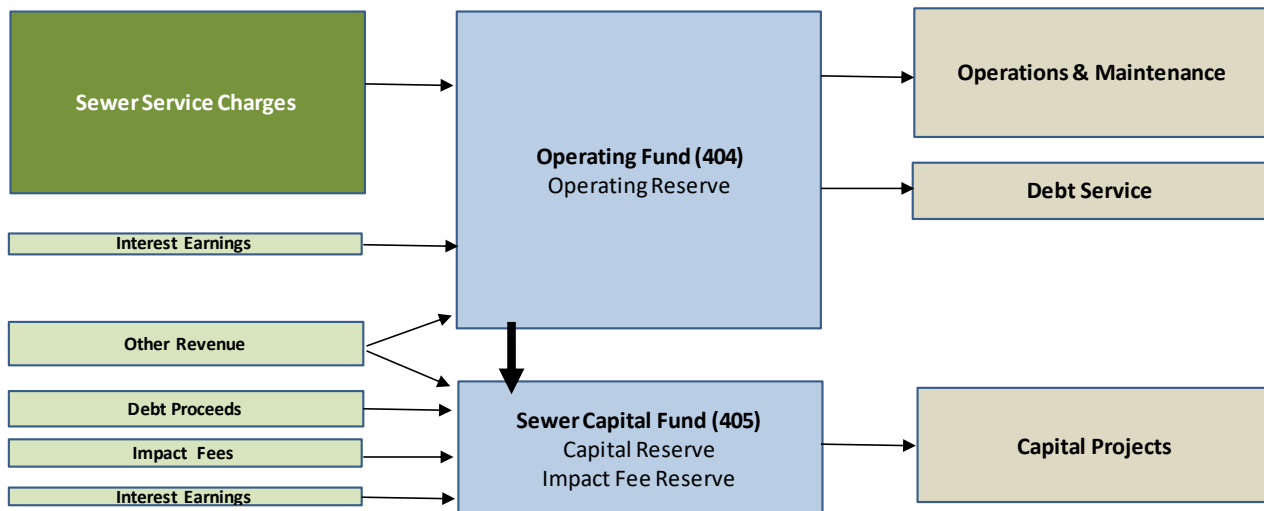 Sewer Service Charges
Interest Earnings
Other Revenue
Debt Proceeds
Impact Fees
Interest Earnings
Operating Fund (404)
Operating Reserve
Sewer Capital Fund (405)
Capital Reserve
Impact Fee Reserve
Operations & Maintenance
Debt Service
Capital Projects